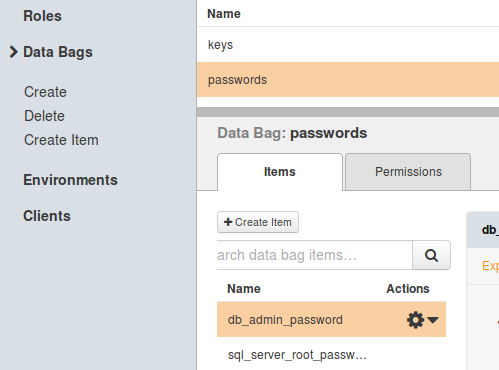 Roles
Data Bags
Create
Delete
Create Item
Environments
Clients
Name
keys
passwords
Data Bag: passwords
Items
Permissions
Create Item
arch data bag items…
Name Actions
db_admin_password
sql_server_root_passw…
db_
Exp